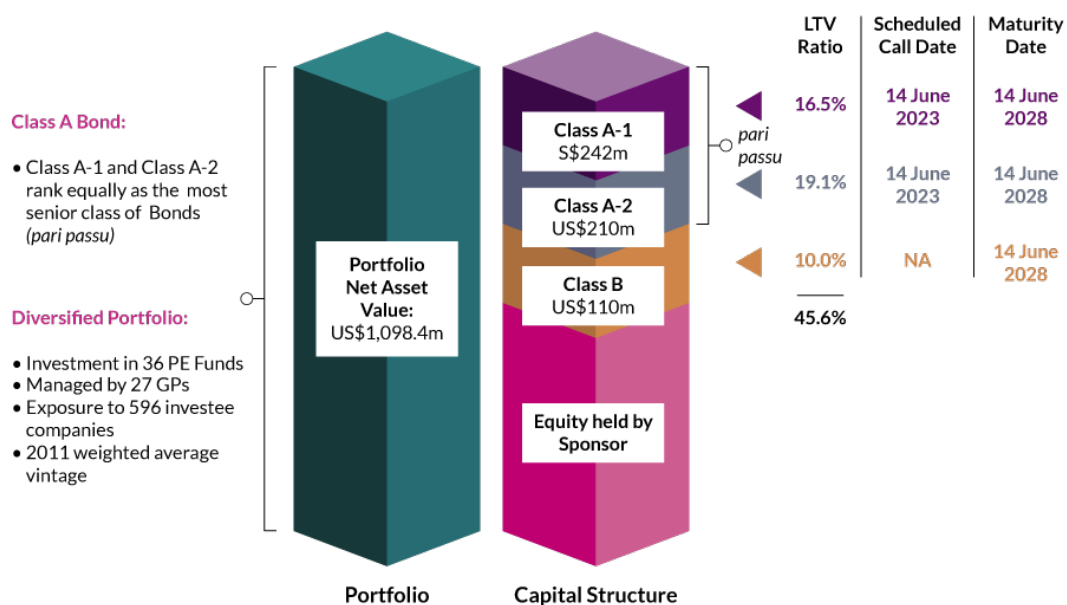 Class A Bond:
• Class A-1 and Class A-2
rank equally as the most
senior class of Bonds
(pari passu)
Diversified Portfolio:
• Investment in 36 PE Funds
• Managed by 27 GPs
• Exposure to 596 investee
companies
• 2011 weighted average
vintage
Portfolio
Net Asset
Value:
US$1,098.4m
Portfolio
Class A-1
S$242m
Class A-2
US$210m
Class B
US$110m
Equity held by
Sponsor
Capital Structure
pari
passu
LTV
Ratio
Scheduled
Call Date
Maturity
Date
16.5%
14 June
2023
14 June
2028
19.1%
14 June
2023
14 June
2028
10.0%
NA
14 June
2028
45.6%